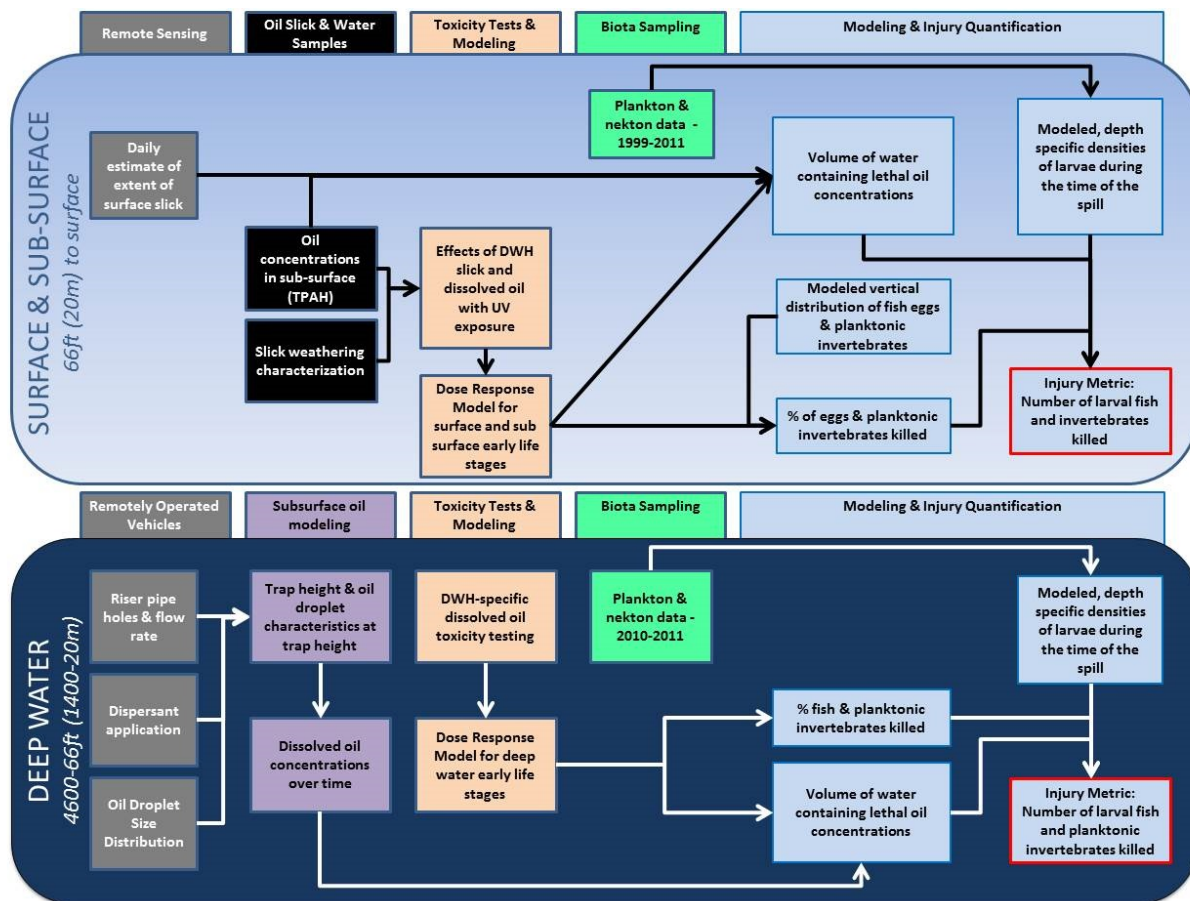 Remote Sensing
Oil Slick & Water
Samples
Toxicity Tests &
Modeling
Biota Sampling
Modeling & Injury Quantification
SURFACE & SUB-SURFACE
66ft (20m) to surface
Daily
estimate of
extent of
surface slick
Oil
concentrations
in sub-surface
(TPAH)
Slick weathering
characterization
Effects of DWH
slick and
dissolved oil
with UV
exposure
Dose Response
Model for
surface and sub
surface early life
stages
Plankton &
nekton data -
1999-2011
Volume of water
containing lethal oil
concentrations
Modeled vertical
distribution of fish eggs
& planktonic
invertebrates
% of eggs & planktonic
invertebrates killed
Modeled, depth
specific densities
of larvae during
the time of the
spill
Injury Metric:
Number of larval fish
and invertebrates
killed
Remotely Operated
Vehicles
Subsurface oil
modeling
Toxicity Tests &
Modeling
Biota Sampling
Modeling & Injury Quantification
DEEP WATER
4600-66ft (1400-20m)
Riser pipe
holes & flow
rate
Dispersant
application
Oil Droplet
Size
Distribution
Trap height & oil
droplet
characteristics at
trap height
Dissolved oil
concentrations
over time
DWH-specific
dissolved oil
toxicity testing
Dose Response
Model for deep
water early life
stages
Plankton &
nekton data -
2010-2011
% fish & planktonic
invertebrates killed
Volume of water
containing lethal oil
concentrations
Modeled, depth
specific densities
of larvae during
the time of the
spill
Injury Metric:
Number of larval fish
and planktonic
invertebrates killed